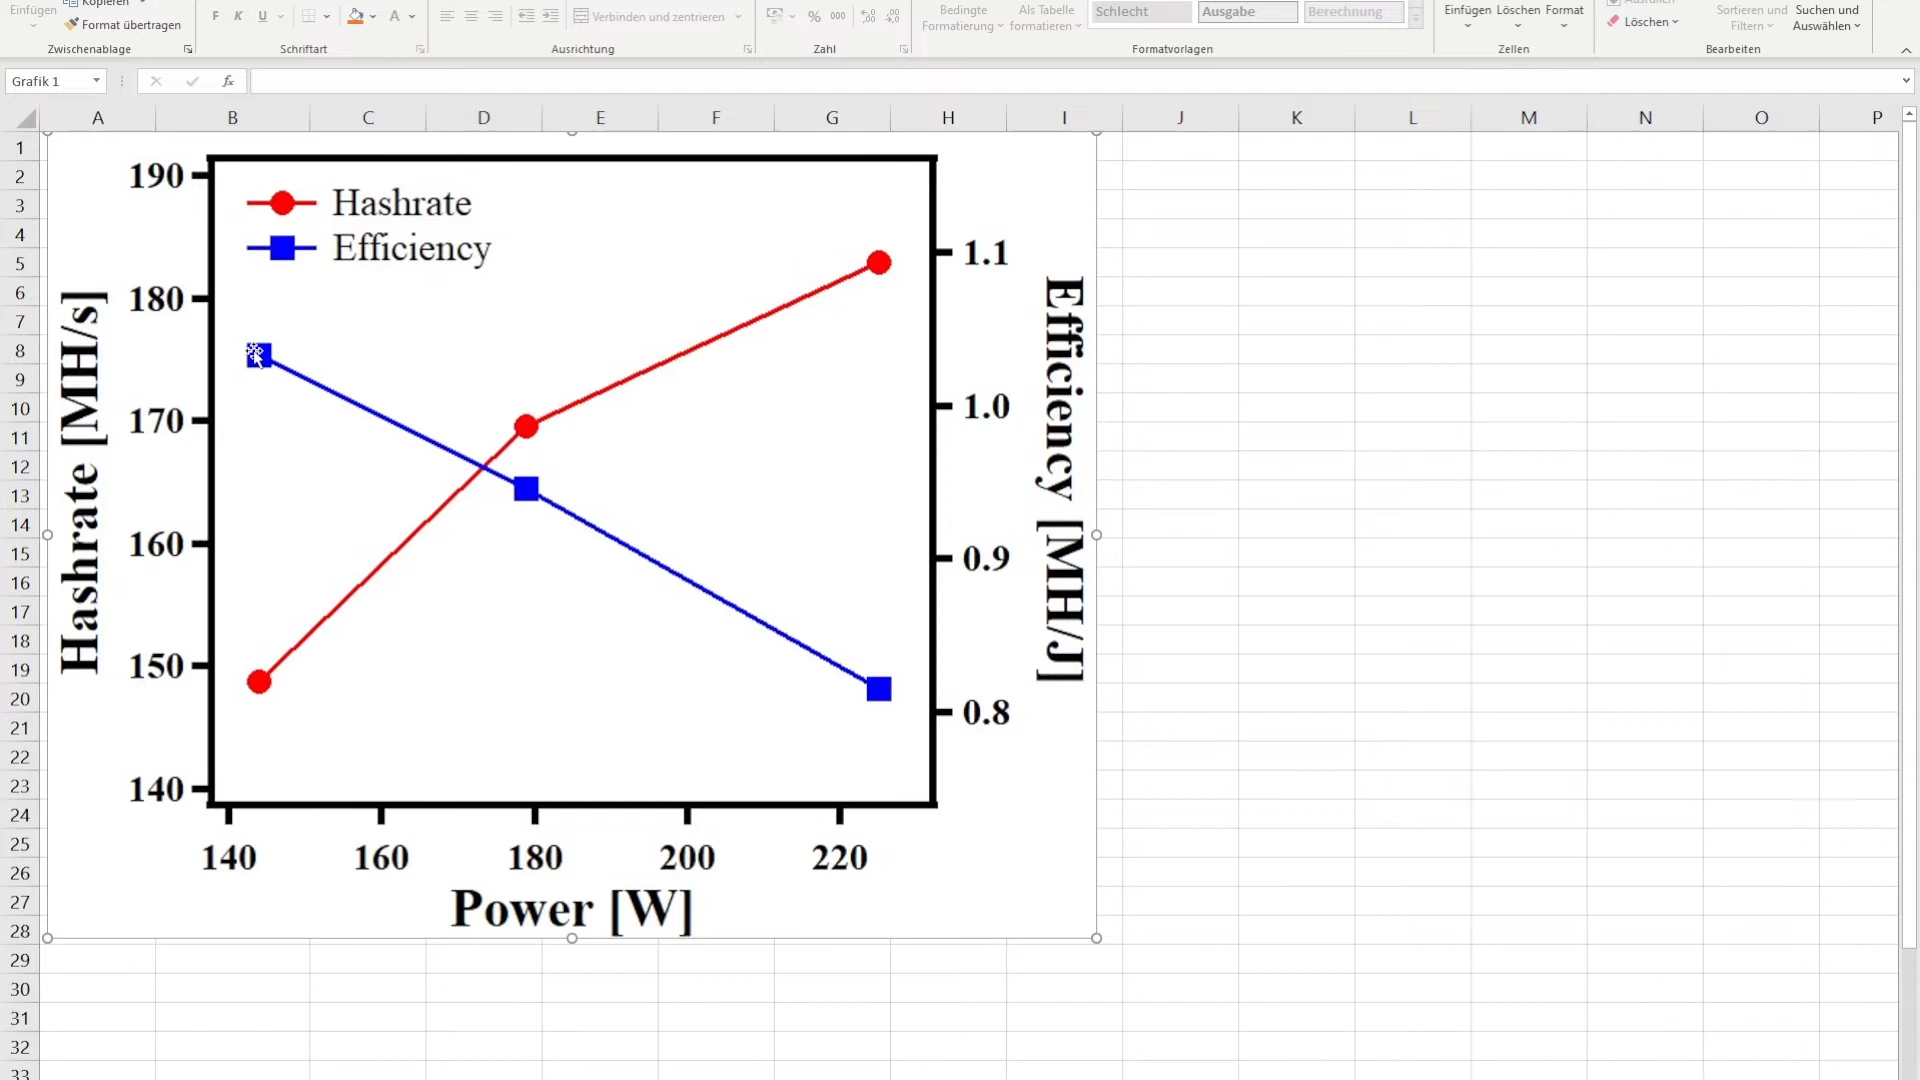 Einfügen Kopieren Format übertragen Zwischenablage
F K U A Schriftart
Verbinden und zentrieren Ausrichtung
% 000 Zahl
Bedingte Formatierung Als Tabelle formatieren Schlecht Ausgabe Berechnung Formatvorlagen
Einfügen Löschen Format Zellen
Ausfüllen Löschen Sortieren und Filtern Suchen und Auswählen Bearbeiten
Grafik 1 fx
A B C D E F G H I J K L M N O P
1
2
3
4
5
6
7
8
9
10
11
12
13
14
15
16
17
18
19
20
21
22
23
24
25
26
27
28
29
30
31
32
33
Hashrate
Efficiency
Hashrate [MH/s]
190
180
170
160
150
140
1.1
1.0
0.9
0.8
Efficiency [MH/J]
140 160 180 200 220
Power [W]